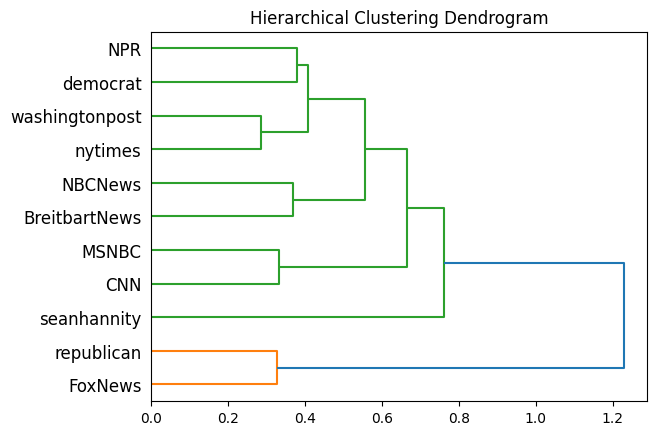 Hierarchical Clustering Dendrogram
NPR
democrat
washingtonpost
nytimes
NBCNews
BreitbartNews
MSNBC
CNN
seanhannity
republican
FoxNews
0.0 0.2 0.4 0.6 0.8 1.0 1.2